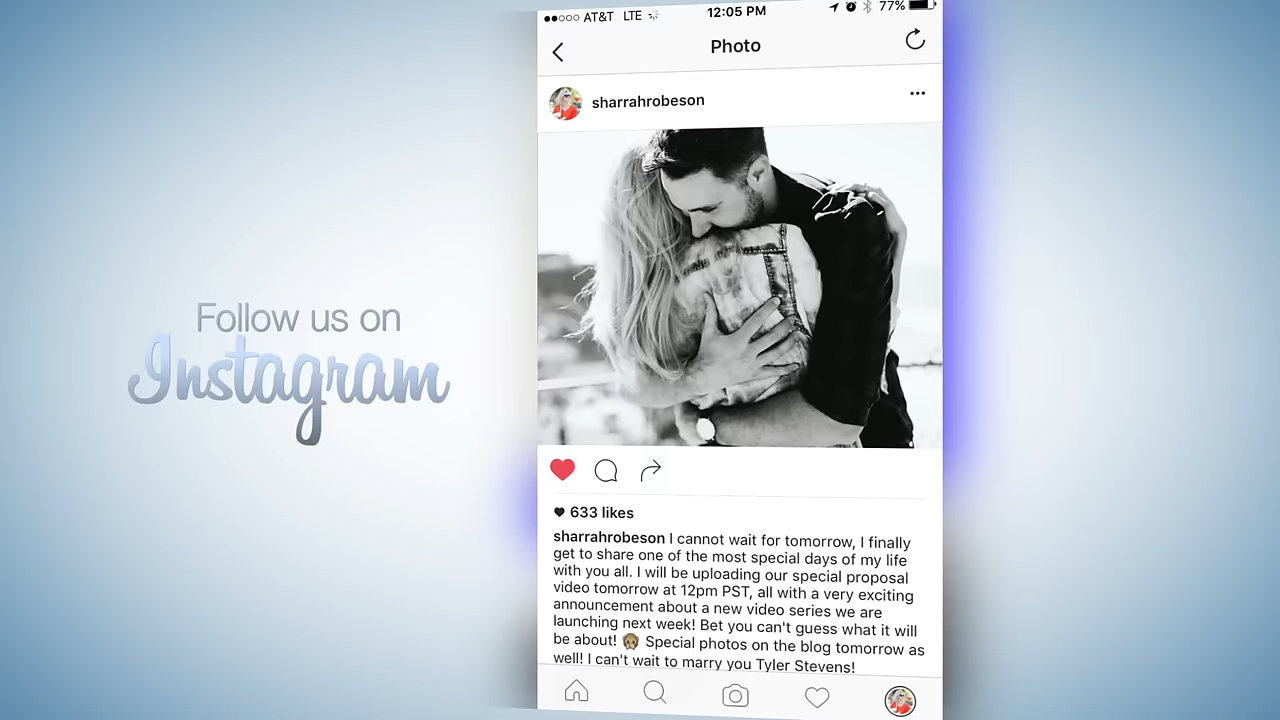 AT&T LTE 12:05 PM 77%
Photo
sharrahrobeson
Follow us on
Instagram
633 likes
sharrahrobeson I cannot wait for tomorrow, I finally
get to share one of the most special days of my life
with you all. I will be uploading our special proposal
video tomorrow at 12pm PST, all with a very exciting
announcement about a new video series we are
launching next week! Bet you can't guess what it will
be about! 🙊 Special photos on the blog tomorrow as
well! I can't wait to marry you Tyler Stevens!